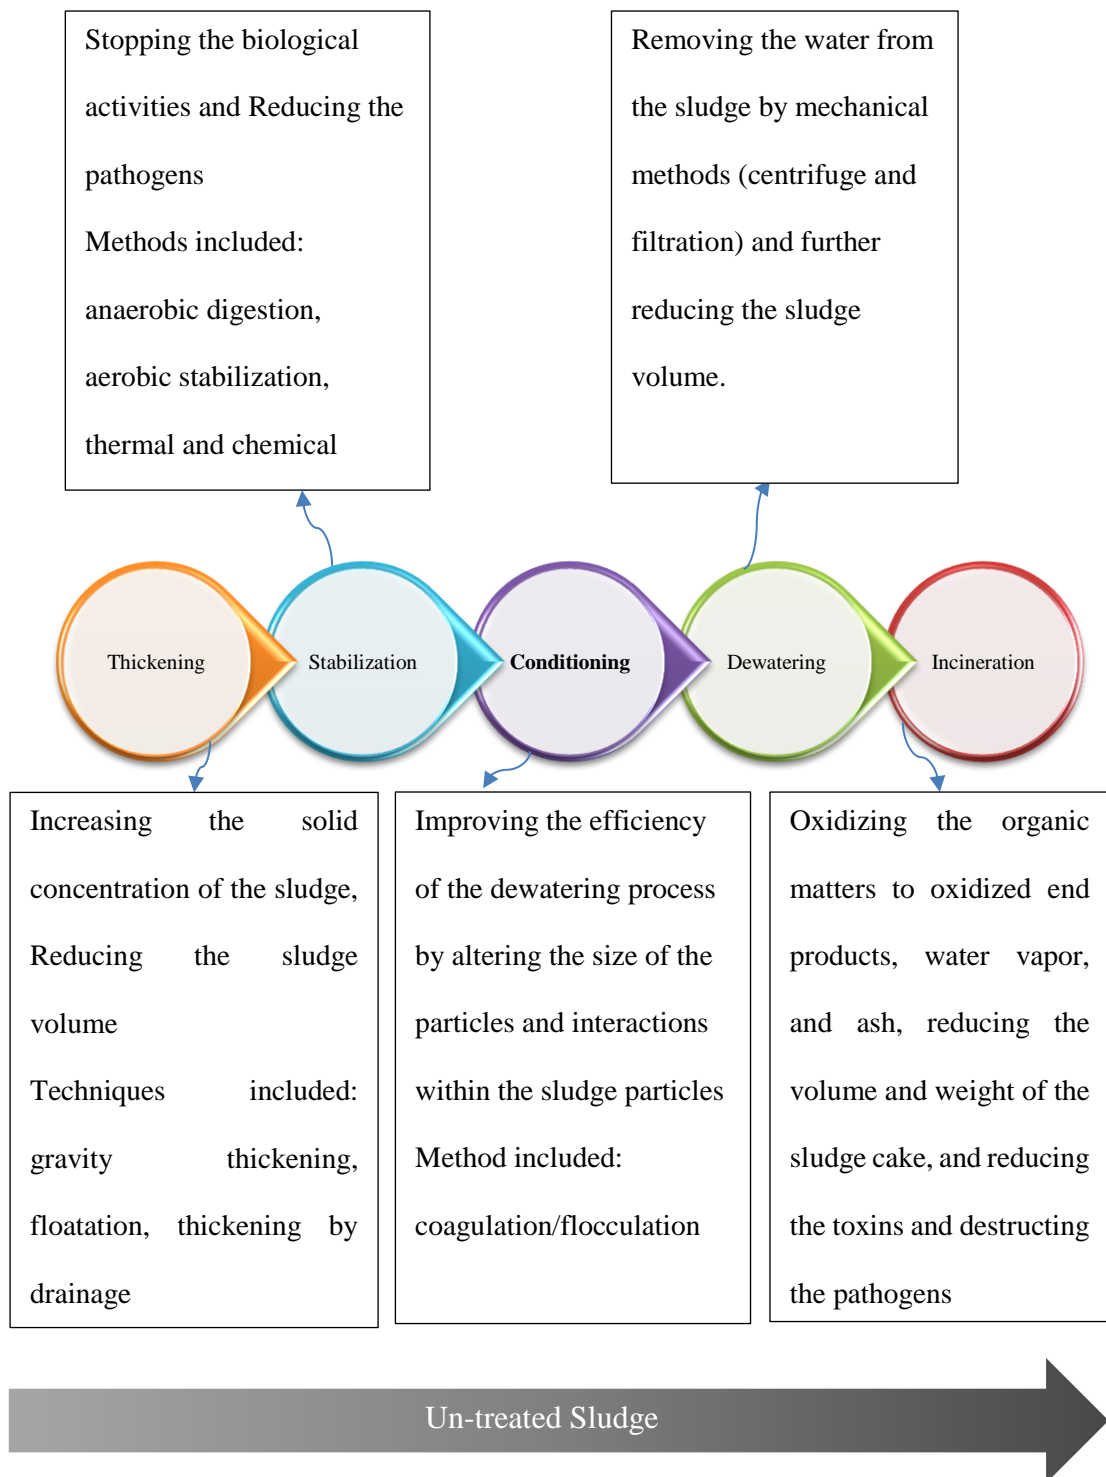 Stopping the biological
activities and Reducing the
pathogens
Methods included:
anaerobic digestion,
aerobic stabilization,
thermal and chemical
Removing the water from
the sludge by mechanical
methods (centrifuge and
filtration) and further
reducing the sludge
volume.
Thickening
Stabilization
Conditioning
Dewatering
Incineration
Increasing the solid
concentration of the sludge,
Reducing the sludge
volume
Techniques included:
gravity thickening,
floatation, thickening by
drainage
Improving the efficiency
of the dewatering process
by altering the size of the
particles and interactions
within the sludge particles
Method included:
coagulation/flocculation
Oxidizing the organic
matters to oxidized end
products, water vapor,
and ash, reducing the
volume and weight of the
sludge cake, and reducing
the toxins and destructing
the pathogens
Un-treated Sludge